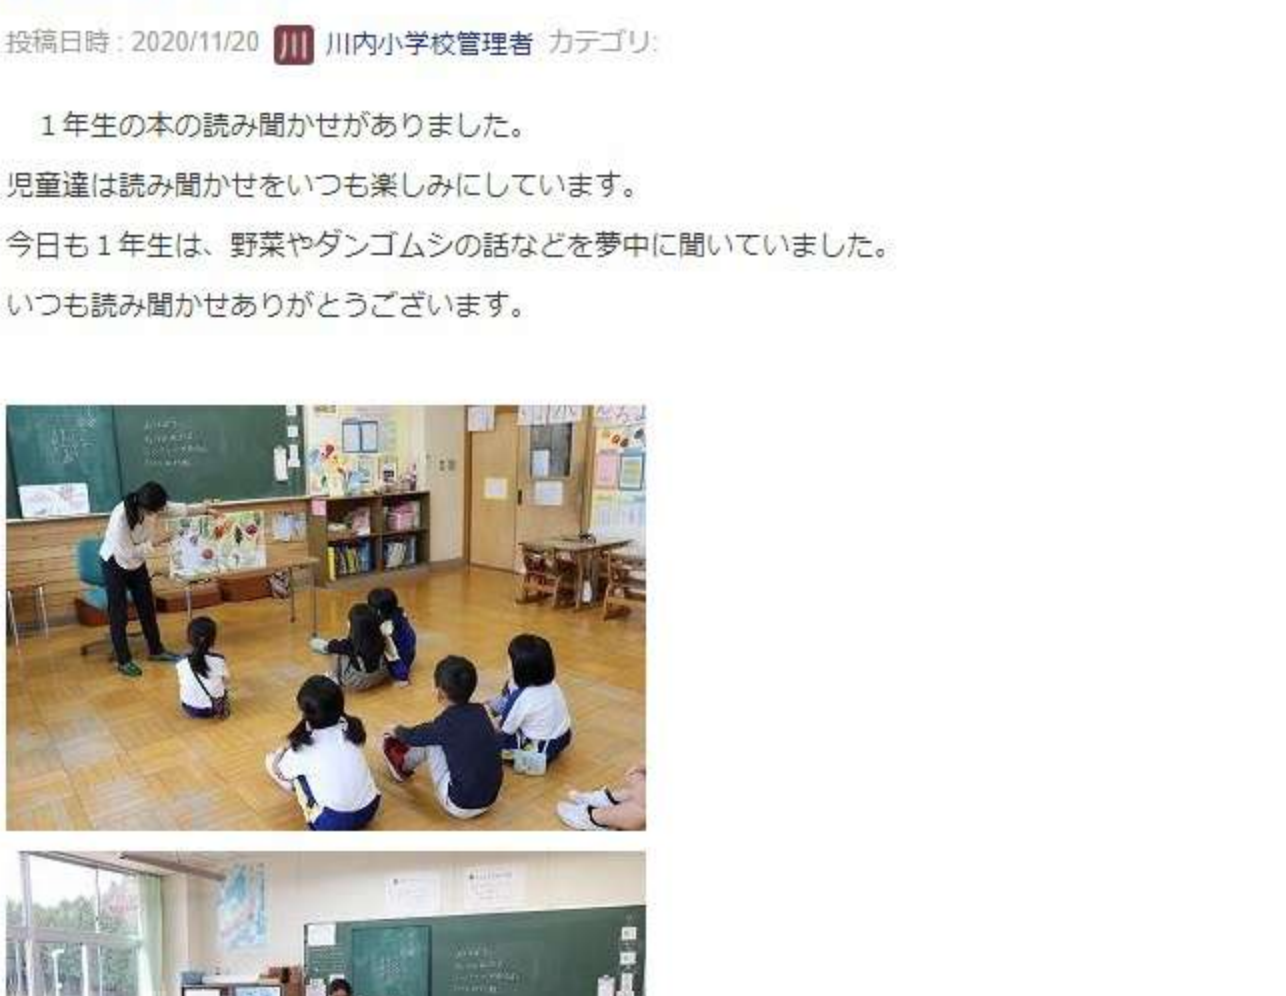 投稿日時 : 2020/11/20 川 川内小学校管理者 カテゴリ:
１年生の本の読み聞かせがありました。
児童達は読み聞かせをいつも楽しみにしています。
今日も１年生は、野菜やダンゴムシの話などを夢中に聞いていました。
いつも読み聞かせありがとうございます。